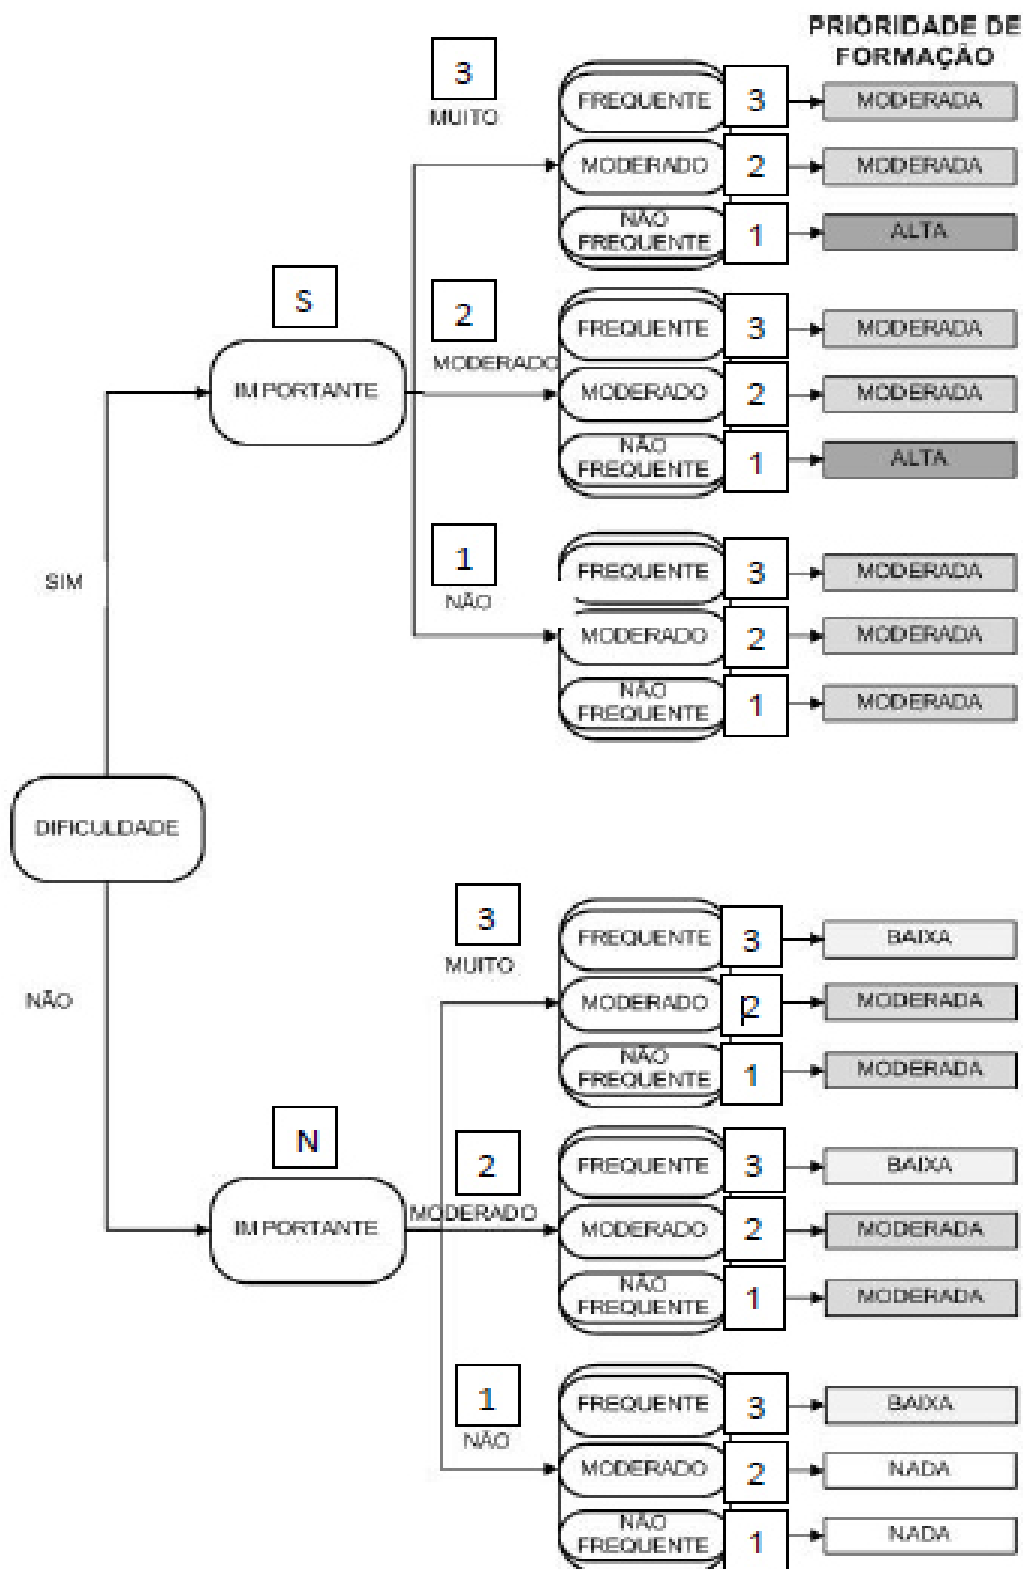 PRIORIDADE DE
FORMAÇÃO
3
MUITO
FREQUENTE 3 MODERADA
MODERADO 2 MODERADA
NÃO
FREQUENTE 1 ALTA
S
IMPORTANTE
2
MODERADO
FREQUENTE 3 MODERADA
MODERADO 2 MODERADA
NÃO
FREQUENTE 1 ALTA
SIM
1
NÃO
FREQUENTE 3 MODERADA
MODERADO 2 MODERADA
NÃO
FREQUENTE 1 MODERADA
DIFICULDADE
NÃO
3
MUITO
FREQUENTE 3 BAIXA
MODERADO 2 MODERADA
NÃO
FREQUENTE 1 MODERADA
N
IMPORTANTE
2
MODERADO
FREQUENTE 3 BAIXA
MODERADO 2 MODERADA
NÃO
FREQUENTE 1 MODERADA
1
NÃO
FREQUENTE 3 BAIXA
MODERADO 2 NADA
NÃO
FREQUENTE 1 NADA